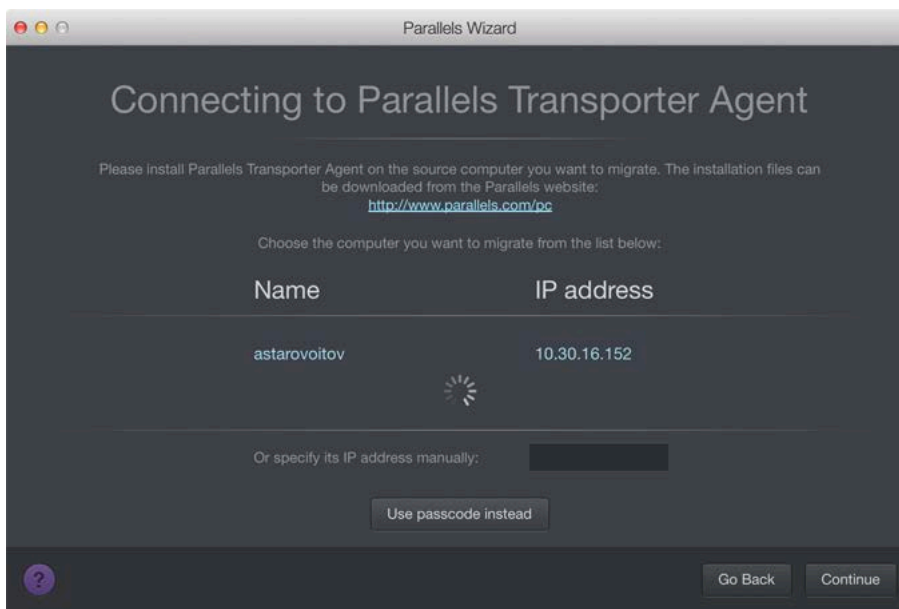 Parallels Wizard
Connecting to Parallels Transporter Agent
Please install Parallels Transporter Agent on the source computer you want to migrate. The installation files can
be downloaded from the Parallels website:
http://www.parallels.com/pc
Choose the computer you want to migrate from the list below:
Name IP address
astarovoitov 10.30.16.152
Or specify its IP address manually:
Use passcode instead
? Go Back Continue